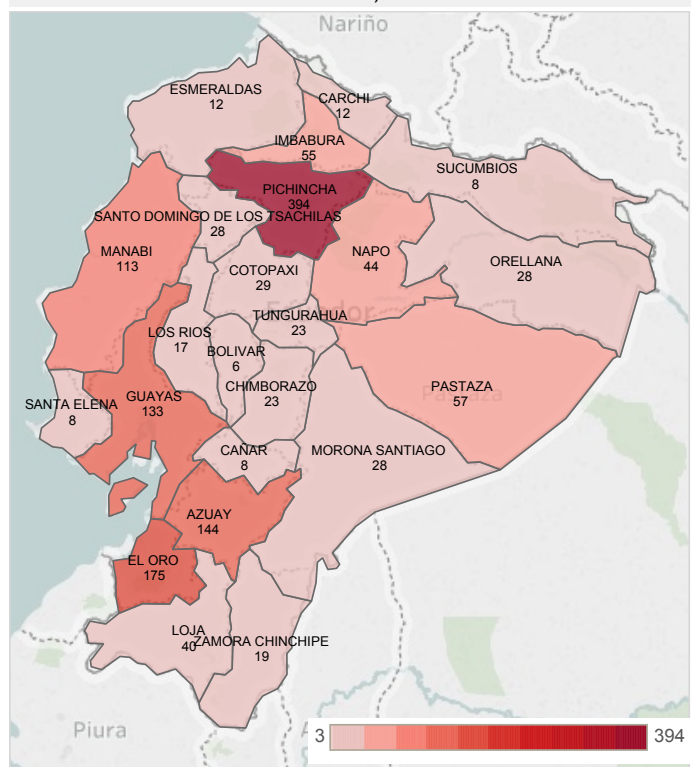 Nariño
ESMERALDAS
12
CARCHI
12
IMBABURA
55
SUCUMBIOS
8
PICHINCHA
394
SANTO DOMINGO DE LOS TSACHILAS
28
MANABI
113
NAPO
44
ORELLANA
28
COTOPAXI
29
Ecuador
TUNGURAHUA
23
LOS RIOS
17
BOLIVAR
6
CHIMBORAZO
23
PASTAZA
57
Pastaza
SANTA ELENA
8
GUAYAS
133
CAÑAR
8
MORONA SANTIAGO
28
AZUAY
144
EL ORO
175
LOJA
40
ZAMORA CHINCHIPE
19
Piura
3
394